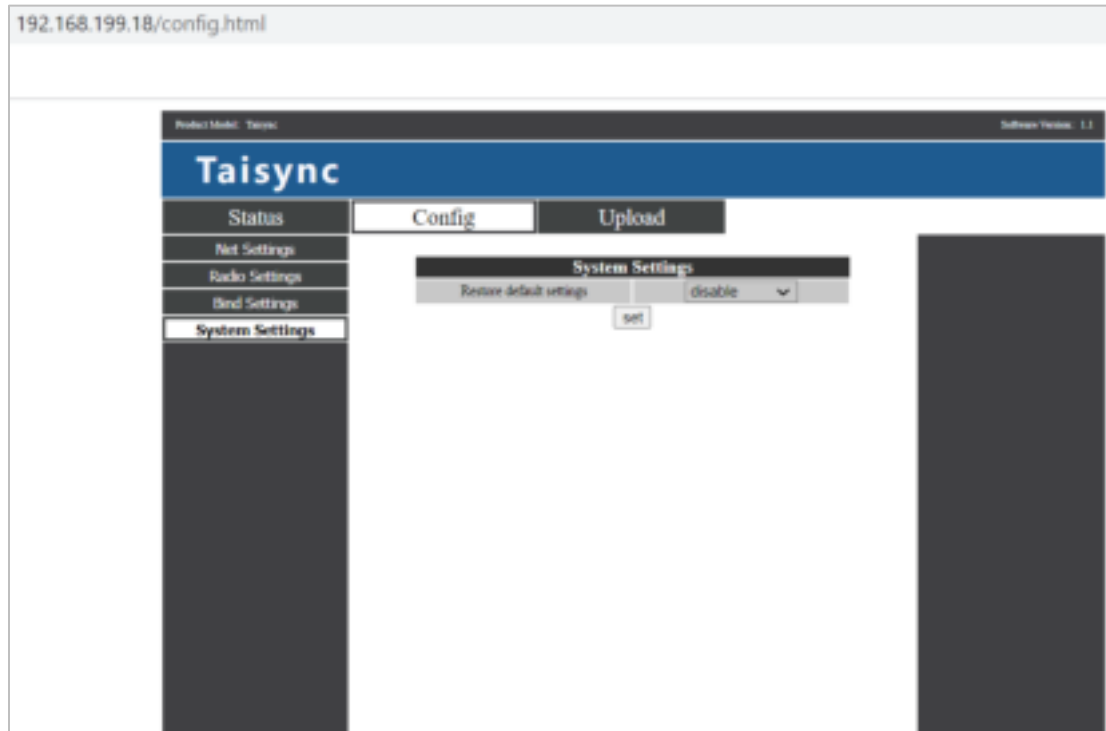 192.168.199.18/config.html
Product Model: Taisync
Software Version: 1.1
Taisync
Status
Config
Upload
Net Settings
Radio Settings
Bind Settings
System Settings
System Settings
Restore default settings
disable
set